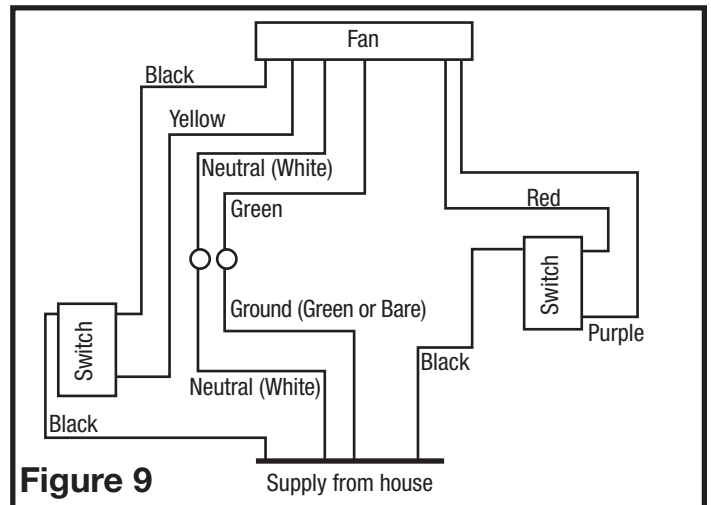 Fan
Black
Yellow
Neutral (White)
Green
Red
Switch
Ground (Green or Bare)
Purple
Switch
Black
Neutral (White)
Black
Figure 9
Supply from house